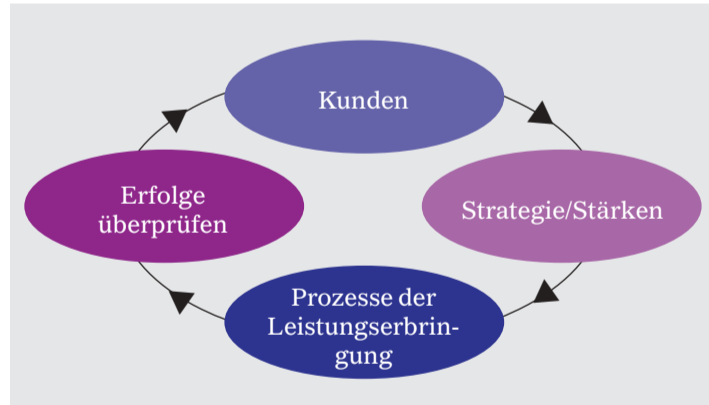 Kunden
Strategie/Stärken
Prozesse der
Leistungserbrin-
gung
Erfolge
überprüfen